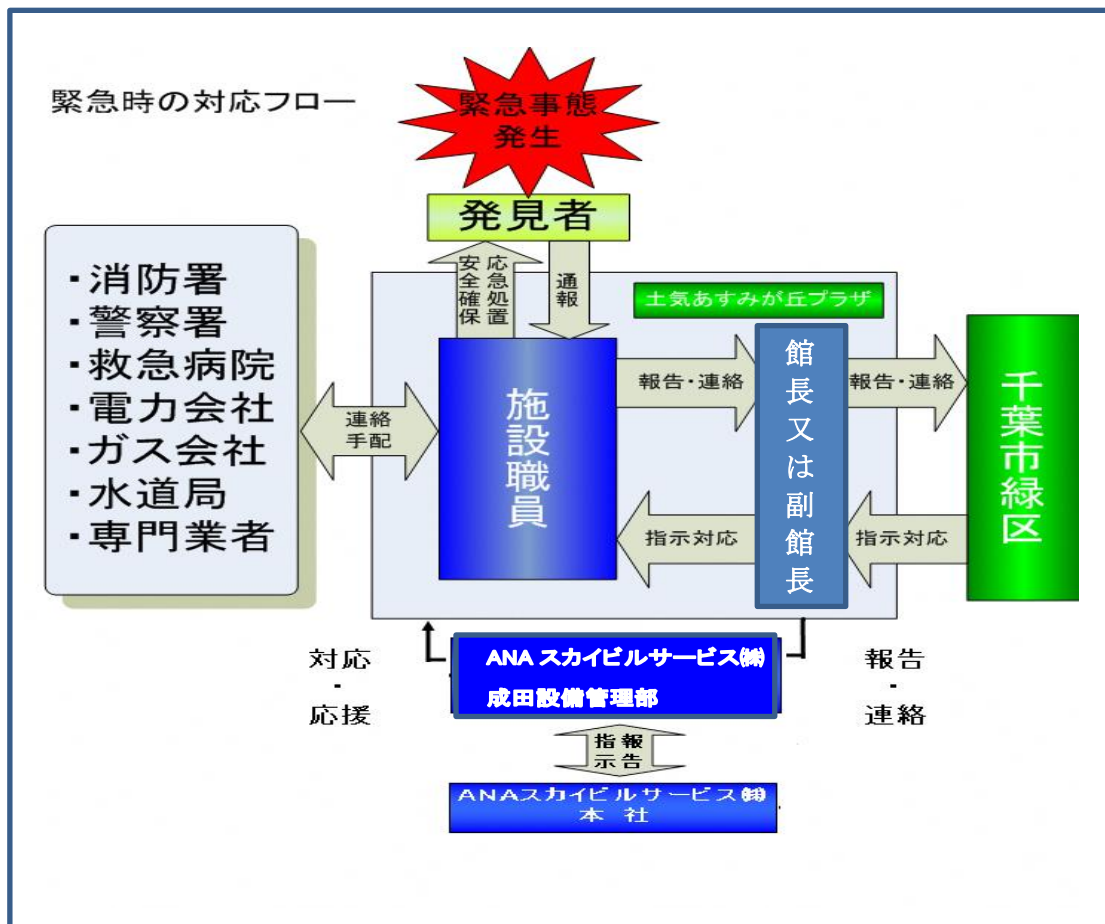 緊急時の対応フロー
緊急事態
発生
発見者
安全確保
応急処置
通報
土気あすみが丘プラザ
・消防署
・警察署
・救急病院
・電力会社
・ガス会社
・水道局
・専門業者
連絡
手配
施設職員
報告・連絡
館長又は副館長
報告・連絡
千葉市緑区
指示対応
指示対応
対応
・
応援
ANA スカイビルサービス㈱
成田設備管理部
報告
・
連絡
指示
報告
ANAスカイビルサービス㈱
本 社